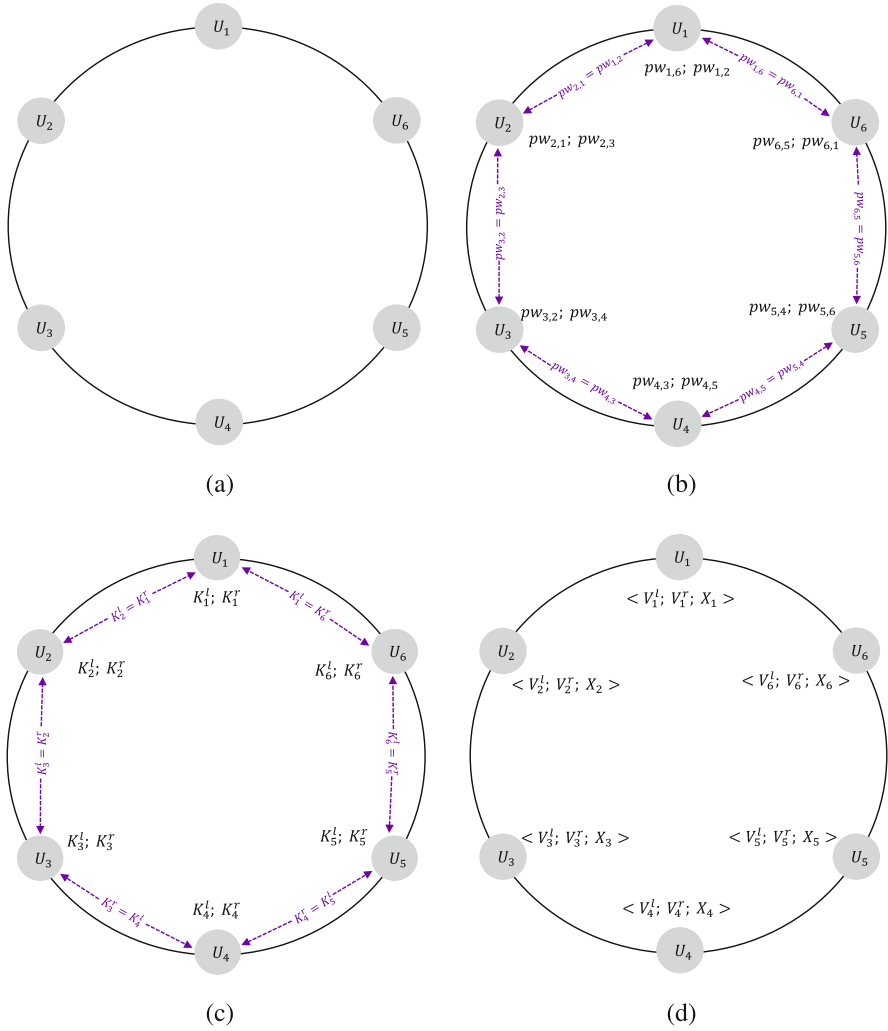 U₁
U₂
U₆
U₃
U₅
U₄
(a)
U₁
pw₂,₁ = pw₁,₂
pw₁,₆ = pw₆,₁
pw₁,₆; pw₁,₂
U₂
U₆
pw₂,₁; pw₂,₃
pw₆,₅; pw₆,₁
pw₃,₂ = pw₂,₃
pw₆,₅ = pw₅,₆
pw₃,₂; pw₃,₄
pw₅,₄; pw₅,₆
U₃
U₅
pw₃,₄ = pw₄,₃
pw₄,₅ = pw₅,₄
pw₄,₃; pw₄,₅
U₄
(b)
U₁
K₂ˡ = K₁ʳ
K₁ˡ = K₆ʳ
K₁ˡ; K₁ʳ
U₂
U₆
K₂ˡ; K₂ʳ
K₆ˡ; K₆ʳ
K₃ˡ = K₂ʳ
K₆ˡ = K₅ʳ
K₃ˡ; K₃ʳ
K₅ˡ; K₅ʳ
U₃
U₅
K₃ʳ = K₄ˡ
K₄ʳ = K₅ˡ
K₄ˡ; K₄ʳ
U₄
(c)
U₁
< V₁ˡ; V₁ʳ; X₁ >
U₂
U₆
< V₂ˡ; V₂ʳ; X₂ >
< V₆ˡ; V₆ʳ; X₆ >
< V₃ˡ; V₃ʳ; X₃ >
< V₅ˡ; V₅ʳ; X₅ >
U₃
U₅
< V₄ˡ; V₄ʳ; X₄ >
U₄
(d)